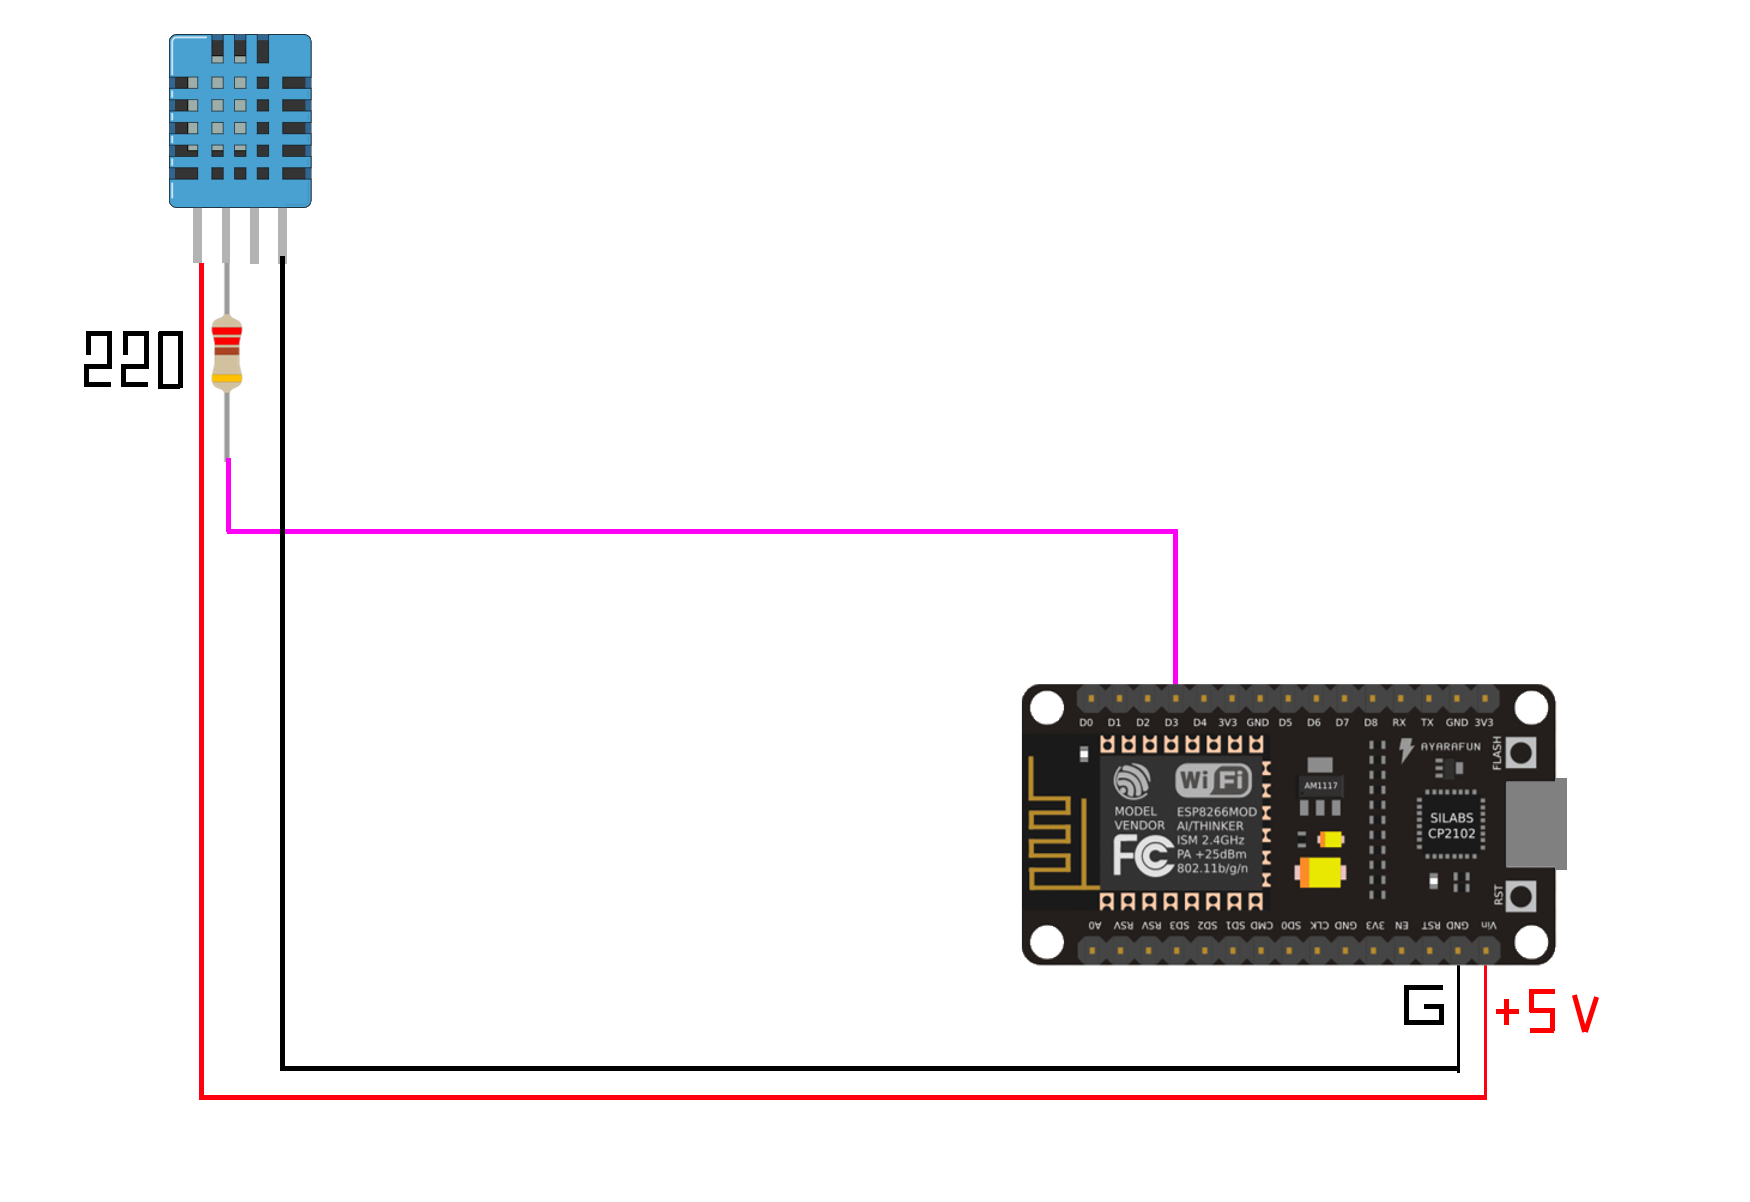 220
D0 D1 D2 D3 D4 3V3 GND D5 D6 D7 D8 RX TX GND 3V3
FLASH
AYARAFUN
WiFi
AM1117
MODEL
VENDOR
FC
ESP8266MOD
AI/THINKER
ISM 2.4GHz
PA +25dBm
802.11b/g/n
SILABS
CP2102
RST
A0 RSV RSV SD3 SD2 SD1 CMD SD0 CLK GND 3V3 EN RST GND Vin
G
+5 V